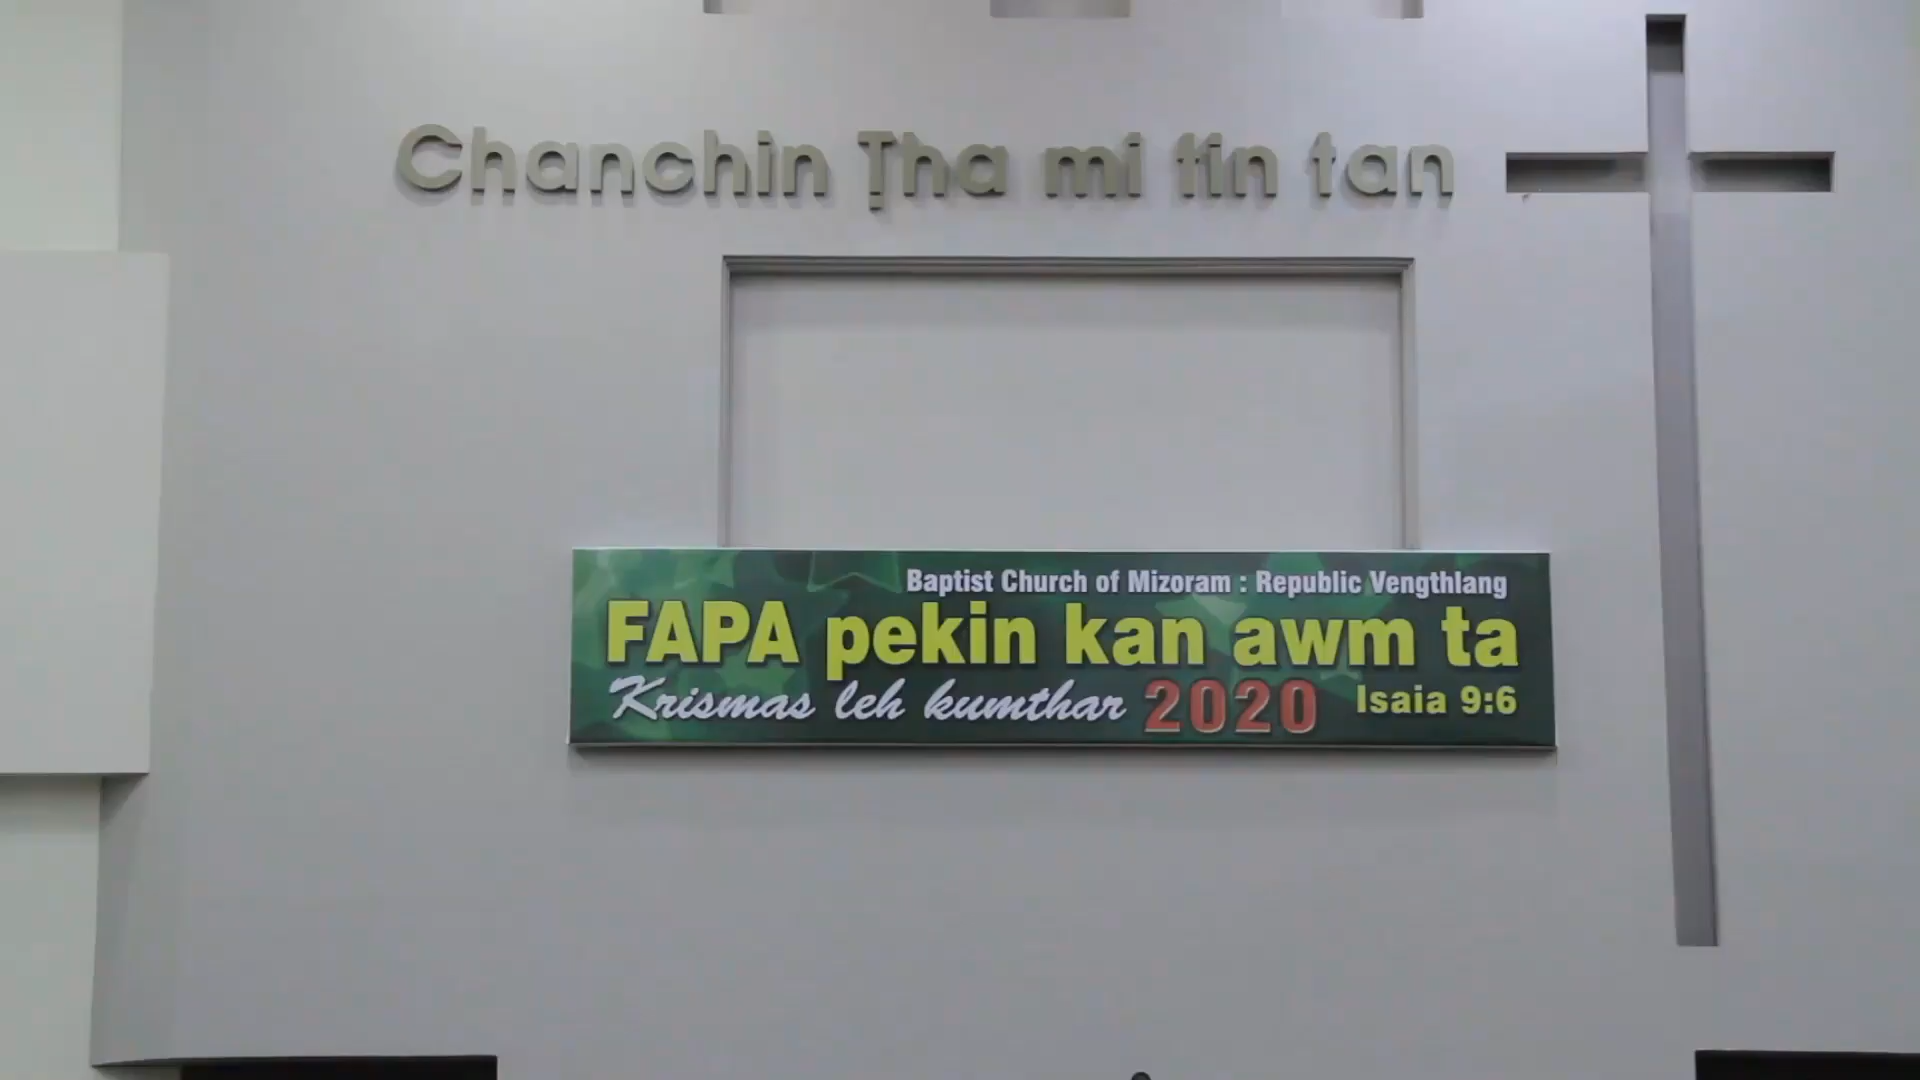 Chanchin Ṭha mi tin tan
Baptist Church of Mizoram : Republic Vengthlang
FAPA pekin kan awm ta
Krismas leh kumthar 2020 Isaia 9:6